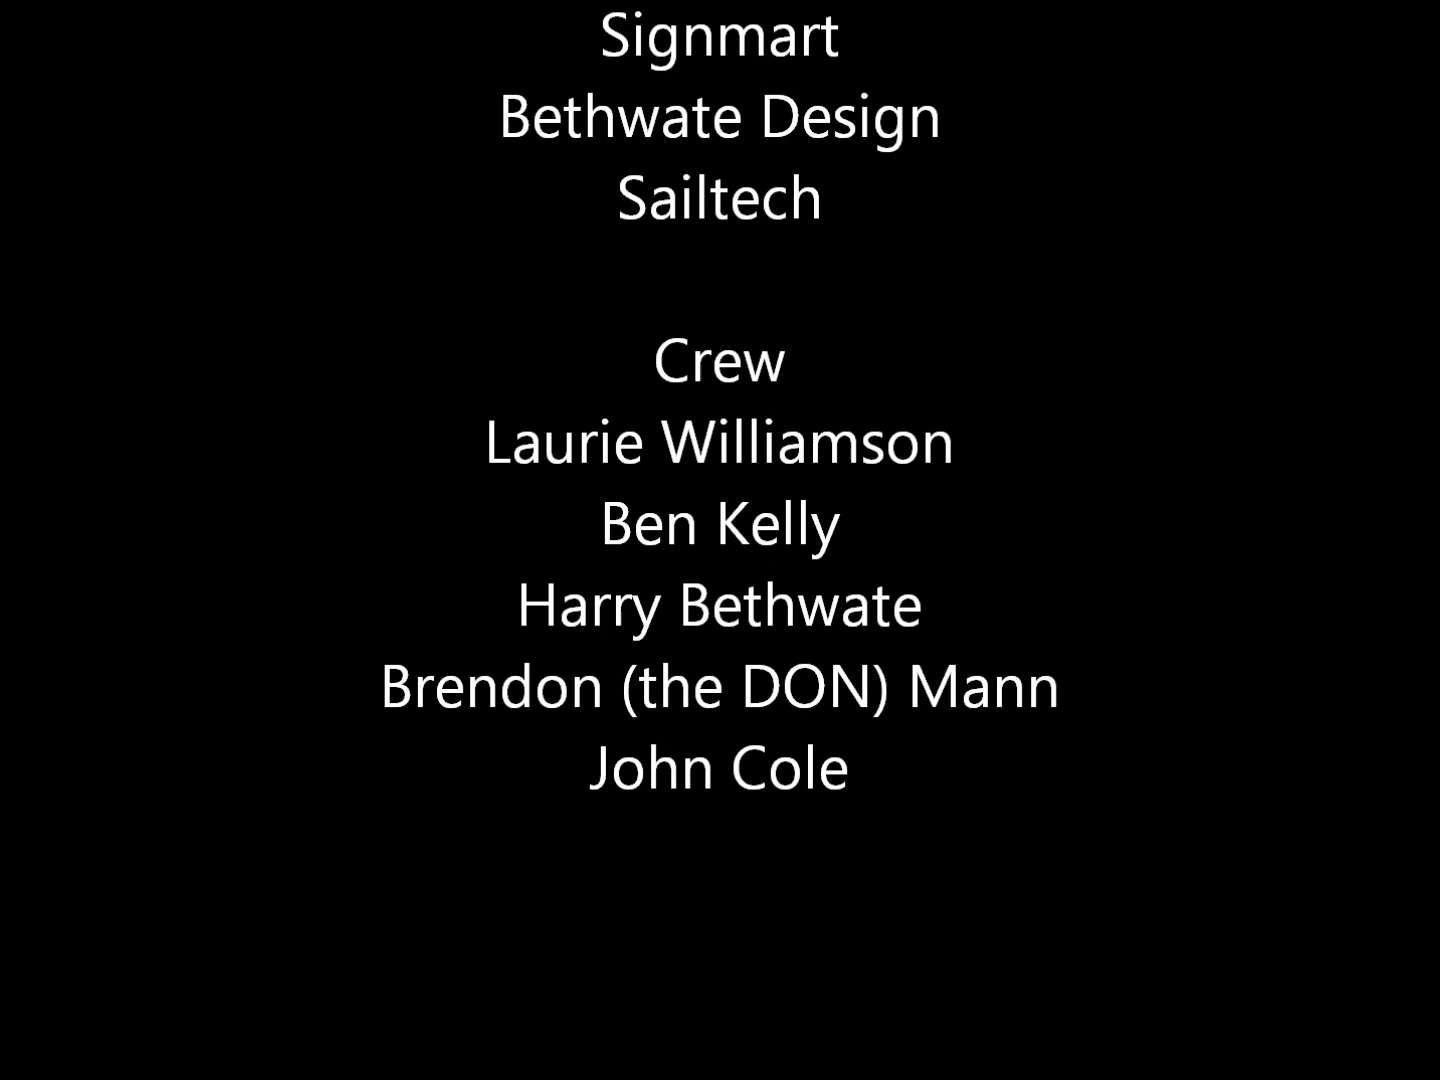 Signmart
Bethwate Design
Sailtech
Crew
Laurie Williamson
Ben Kelly
Harry Bethwate
Brendon (the DON) Mann
John Cole